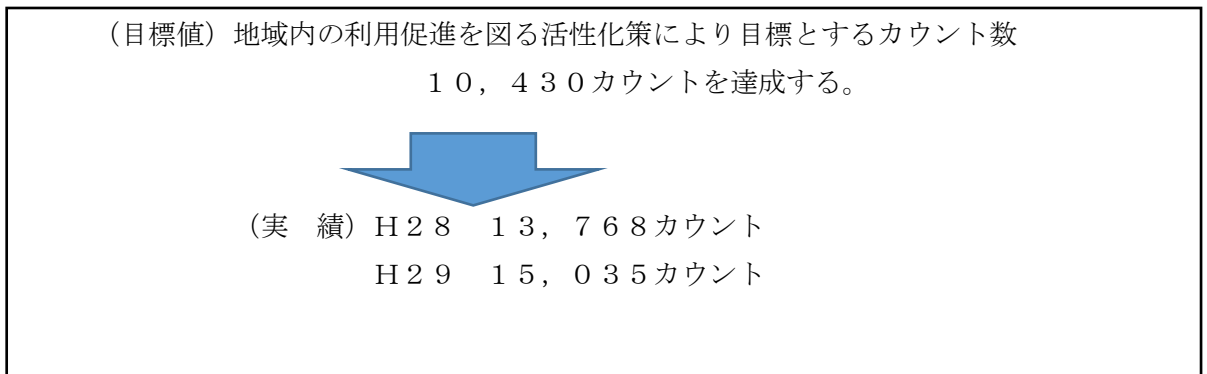 （目標値）地域内の利用促進を図る活性化策により目標とするカウント数
１０，４３０カウントを達成する。
（実　績）Ｈ２８　１３，７６８カウント
Ｈ２９　１５，０３５カウント